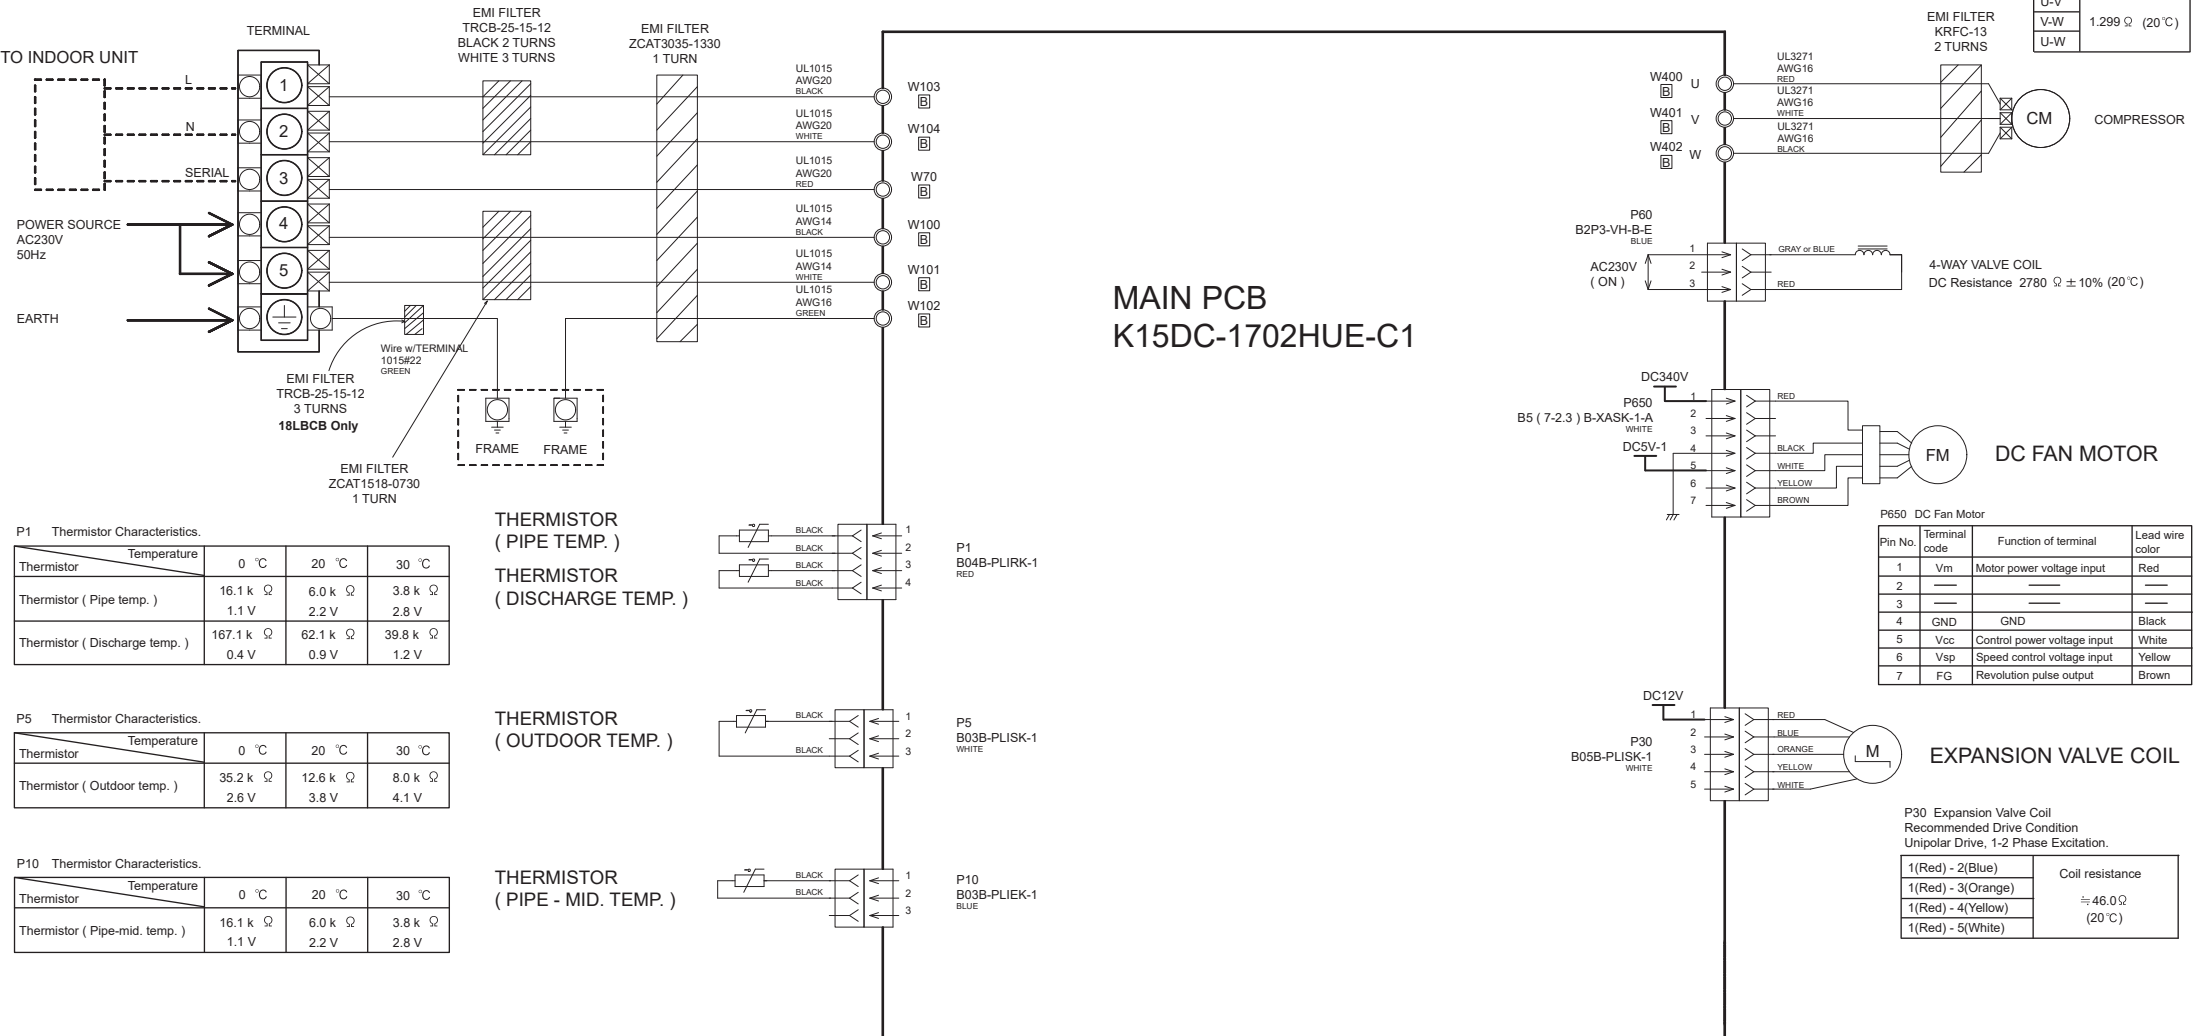 TO INDOOR UNIT
TERMINAL
L
N
SERIAL
1
2
3
4
5
POWER SOURCE
AC230V
50Hz
EARTH
EMI FILTER
TRCB-25-15-12
BLACK 2 TURNS
WHITE 3 TURNS
EMI FILTER
ZCAT3035-1330
1 TURN
UL1015
AWG20
BLACK
W103
B
UL1015
AWG20
WHITE
W104
B
UL1015
AWG20
RED
W70
B
UL1015
AWG14
BLACK
W100
B
UL1015
AWG14
WHITE
W101
B
UL1015
AWG16
GREEN
W102
B
Wire w/TERMINAL
1015#22
GREEN
EMI FILTER
TRCB-25-15-12
3 TURNS
18LBCB Only
FRAME FRAME
EMI FILTER
ZCAT1518-0730
1 TURN
MAIN PCB
K15DC-1702HUE-C1
U-V
V-W
U-W
1.299 Ω (20℃)
EMI FILTER
KRFC-13
2 TURNS
W400 U
B
UL3271
AWG16
RED
W401 V
B
UL3271
AWG16
WHITE
W402 W
B
UL3271
AWG16
BLACK
CM
COMPRESSOR
P60
B2P3-VH-B-E
BLUE
AC230V
( ON )
1
2
3
GRAY or BLUE
RED
4-WAY VALVE COIL
DC Resistance 2780 Ω ± 10% (20℃)
DC340V
P650
B5 ( 7-2.3 ) B-XASK-1-A
WHITE
DC5V-1
1
2
3
4
5
6
7
RED
BLACK
WHITE
YELLOW
BROWN
FM
DC FAN MOTOR
P650 DC Fan Motor
Pin No. Terminal code Function of terminal Lead wire color
1 Vm Motor power voltage input Red
2 — — —
3 — — —
4 GND GND Black
5 Vcc Control power voltage input White
6 Vsp Speed control voltage input Yellow
7 FG Revolution pulse output Brown
DC12V
P30
B05B-PLISK-1
WHITE
1
2
3
4
5
RED
BLUE
ORANGE
YELLOW
WHITE
M
EXPANSION VALVE COIL
P30 Expansion Valve Coil
Recommended Drive Condition
Unipolar Drive, 1-2 Phase Excitation.
1(Red) - 2(Blue)
1(Red) - 3(Orange)
1(Red) - 4(Yellow)
1(Red) - 5(White)
Coil resistance
≒46.0Ω
(20℃)
P1 Thermistor Characteristics.
Temperature
Thermistor
0 ℃ 20 ℃ 30 ℃
Thermistor ( Pipe temp. )
16.1 k Ω 6.0 k Ω 3.8 k Ω
1.1 V 2.2 V 2.8 V
Thermistor ( Discharge temp. )
167.1 k Ω 62.1 k Ω 39.8 k Ω
0.4 V 0.9 V 1.2 V
THERMISTOR
( PIPE TEMP. )
THERMISTOR
( DISCHARGE TEMP. )
BLACK
BLACK
BLACK
BLACK
1
2
3
4
P1
B04B-PLIRK-1
RED
P5 Thermistor Characteristics.
Temperature
Thermistor
0 ℃ 20 ℃ 30 ℃
Thermistor ( Outdoor temp. )
35.2 k Ω 12.6 k Ω 8.0 k Ω
2.6 V 3.8 V 4.1 V
THERMISTOR
( OUTDOOR TEMP. )
BLACK
BLACK
1
2
3
P5
B03B-PLISK-1
WHITE
P10 Thermistor Characteristics.
Temperature
Thermistor
0 ℃ 20 ℃ 30 ℃
Thermistor ( Pipe-mid. temp. )
16.1 k Ω 6.0 k Ω 3.8 k Ω
1.1 V 2.2 V 2.8 V
THERMISTOR
( PIPE - MID. TEMP. )
BLACK
BLACK
1
2
3
P10
B03B-PLIEK-1
BLUE